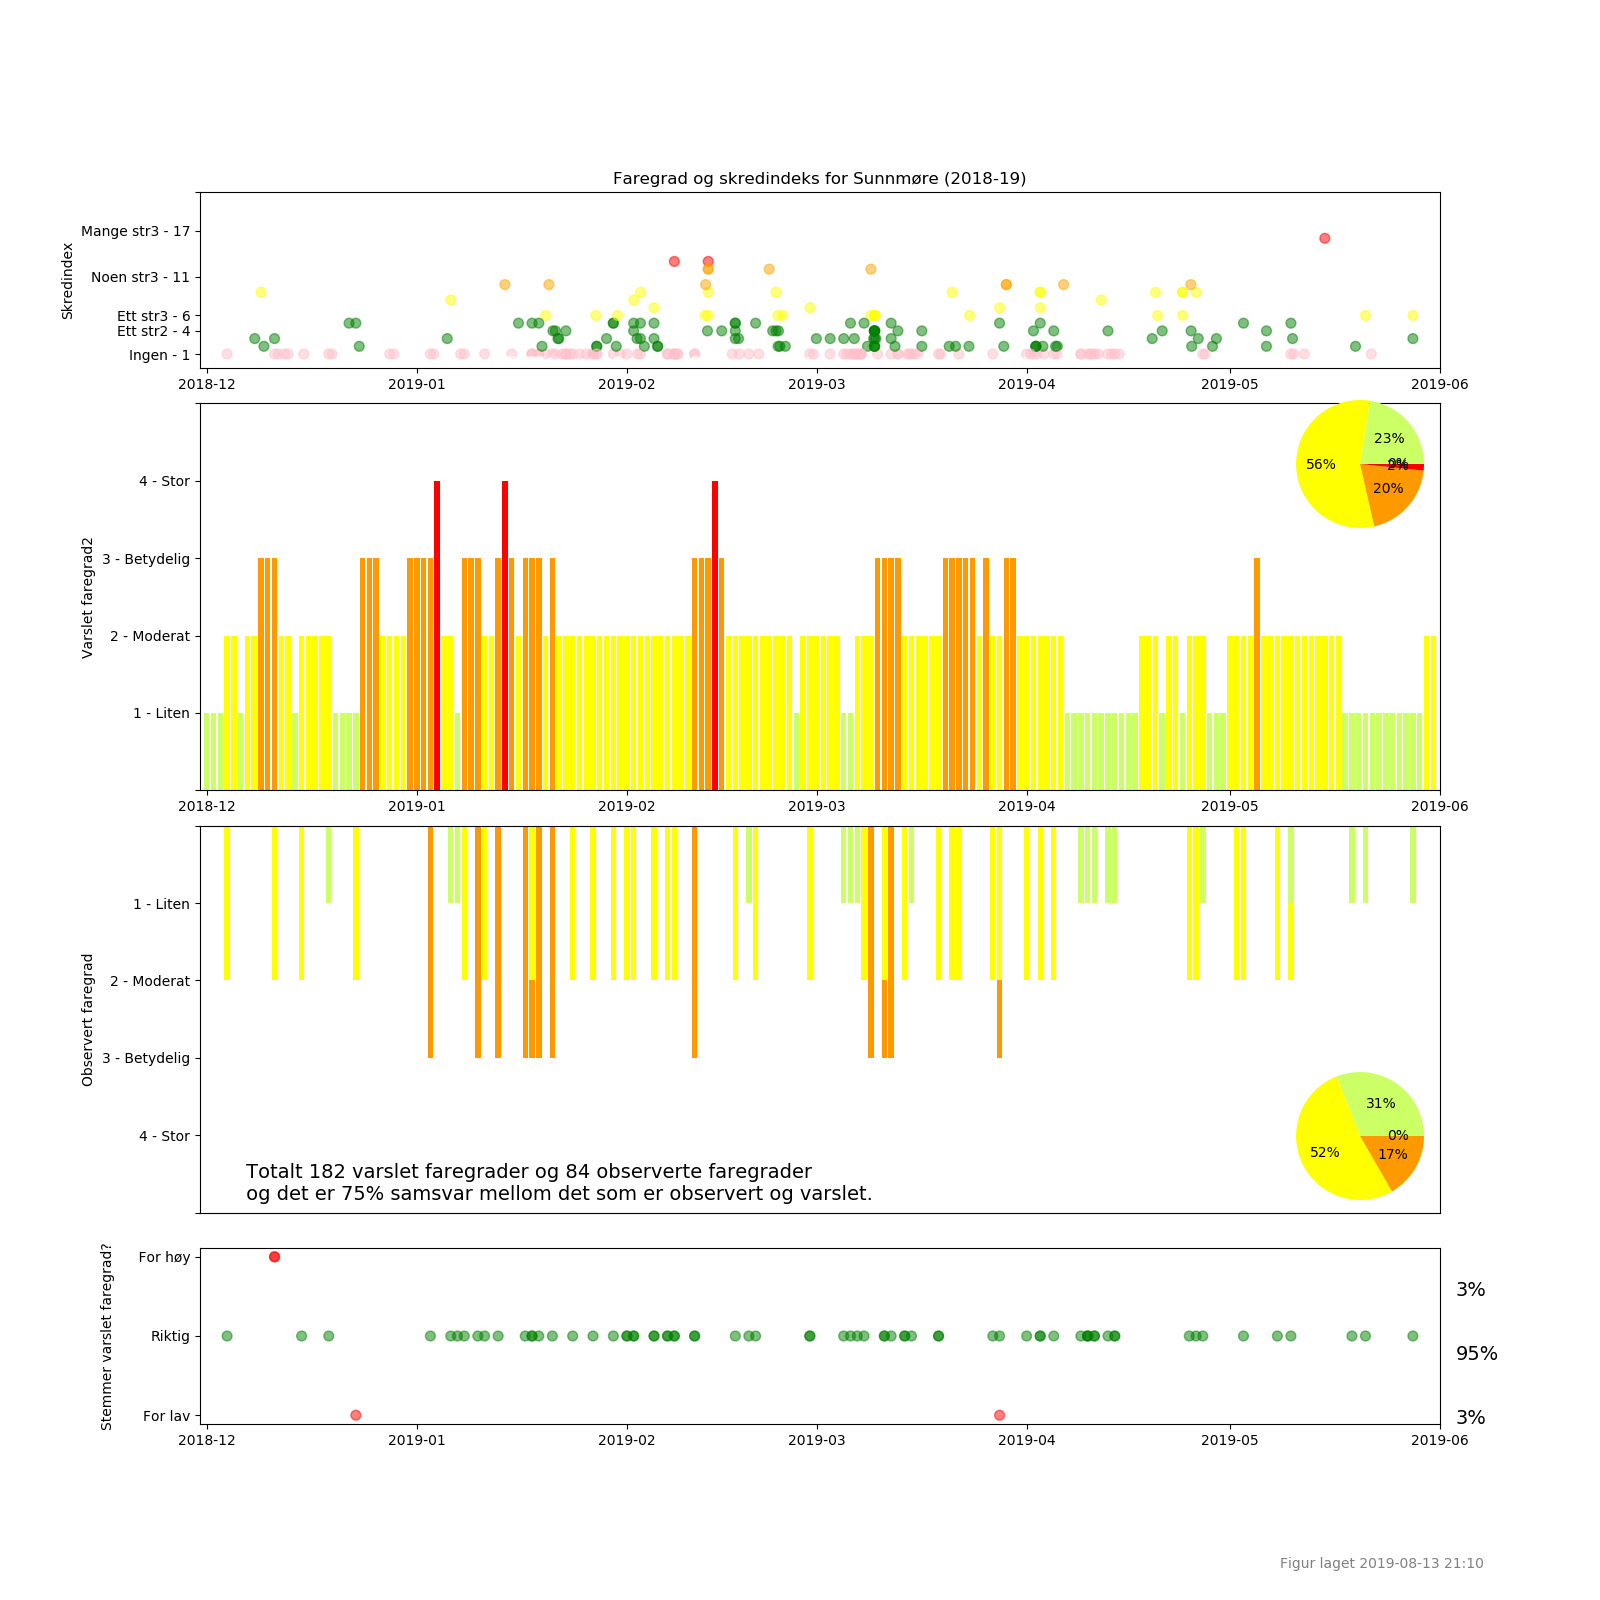 Faregrad og skredindeks for Sunnmøre (2018-19)
Skredindex
Mange str3 - 17
Noen str3 - 11
Ett str3 - 6
Ett str2 - 4
Ingen - 1
2018-12 2019-01 2019-02 2019-03 2019-04 2019-05 2019-06
Varslet faregrad2
4 - Stor
3 - Betydelig
2 - Moderat
1 - Liten
23%
56%
0%
2%
20%
2018-12 2019-01 2019-02 2019-03 2019-04 2019-05 2019-06
Observert faregrad
1 - Liten
2 - Moderat
3 - Betydelig
4 - Stor
31%
0%
52%
17%
Totalt 182 varslet faregrader og 84 observerte faregrader
og det er 75% samsvar mellom det som er observert og varslet.
Stemmer varslet faregrad?
For høy
Riktig
For lav
3%
95%
3%
2018-12 2019-01 2019-02 2019-03 2019-04 2019-05 2019-06
Figur laget 2019-08-13 21:10